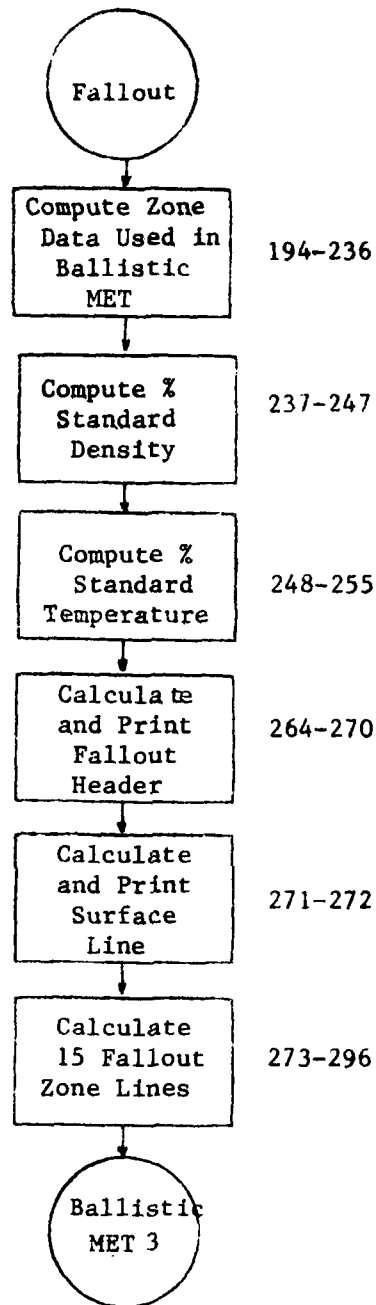 Fallout
Compute Zone
Data Used in
Ballistic
MET
194-236
Compute %
Standard
Density
237-247
Compute %
Standard
Temperature
248-255
Calculate
and Print
Fallout
Header
264-270
Calculate
and Print
Surface
Line
271-272
Calculate
15 Fallout
Zone Lines
273-296
Ballistic
MET 3